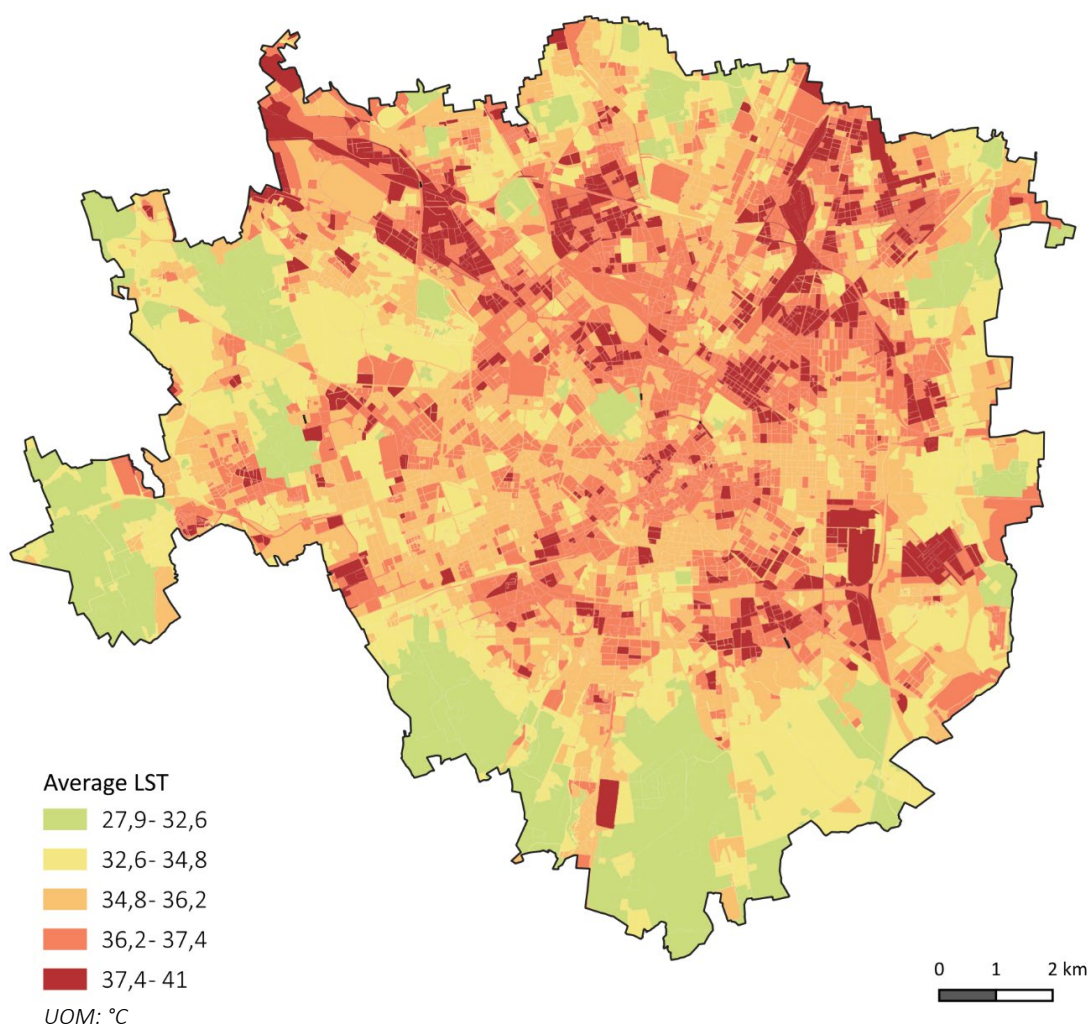 Average LST
27,9- 32,6
32,6- 34,8
34,8- 36,2
36,2- 37,4
37,4- 41
UOM: °C
0 1 2 km